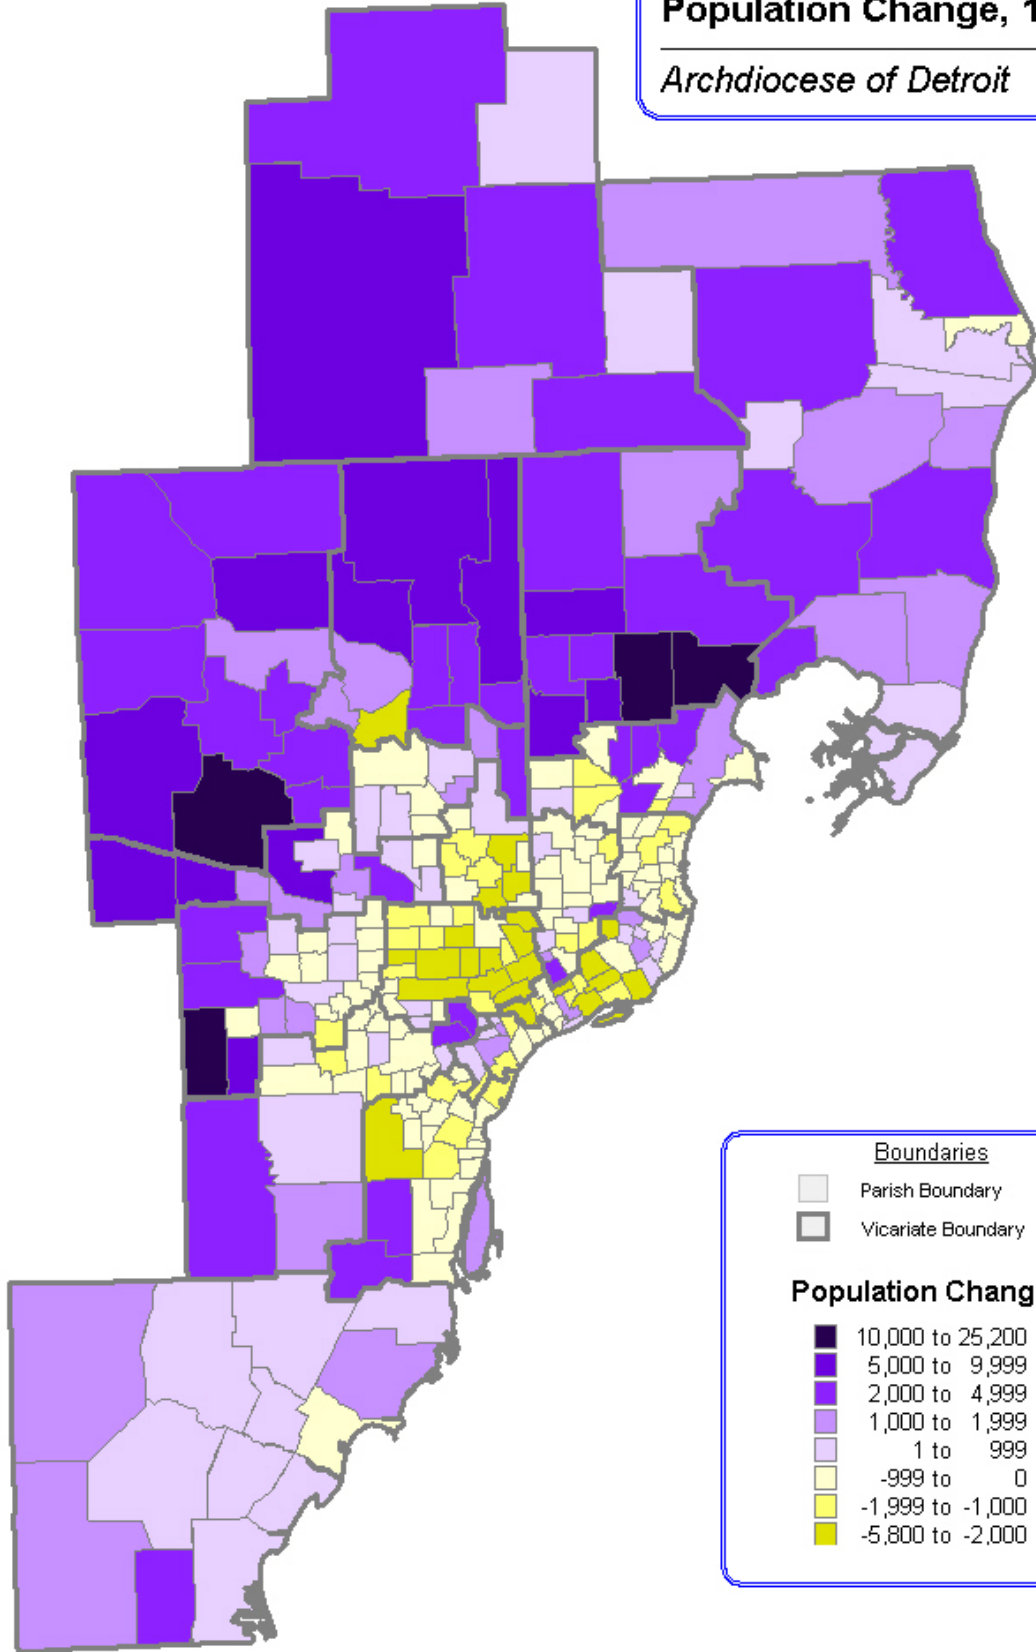 Population Change, 1
Archdiocese of Detroit
Boundaries
Parish Boundary
Vicariate Boundary
Population Chang
10,000 to 25,200
5,000 to 9,999
2,000 to 4,999
1,000 to 1,999
1 to 999
-999 to 0
-1,999 to -1,000
-5,800 to -2,000